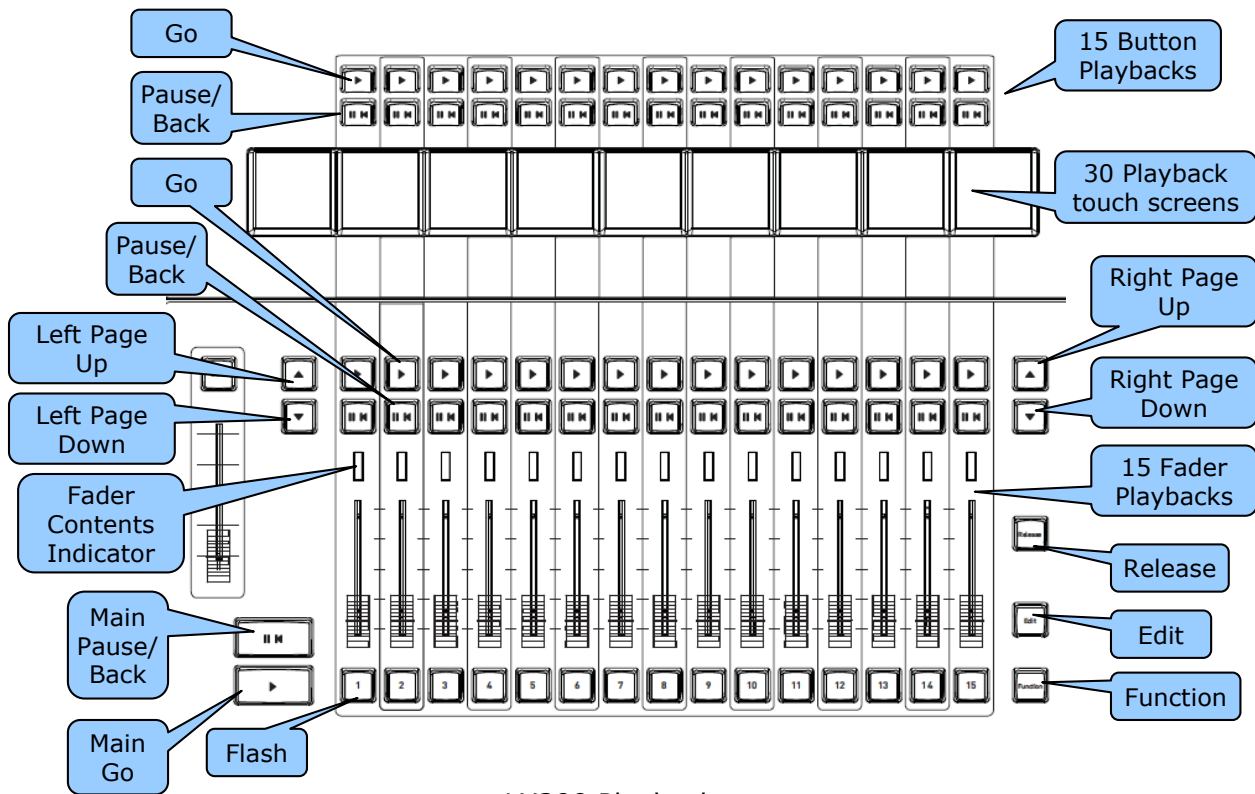 Go
15 Button
Playbacks
Pause/
Back
Go
30 Playback
touch screens
Pause/
Back
Right Page
Up
Left Page
Up
Left Page
Down
Right Page
Down
Fader
Contents
Indicator
15 Fader
Playbacks
Release
Release
Main
Pause/
Back
Edit
Edit
1 2 3 4 5 6 7 8 9 10 11 12 13 14 15
Function
Function
Main
Go
Flash